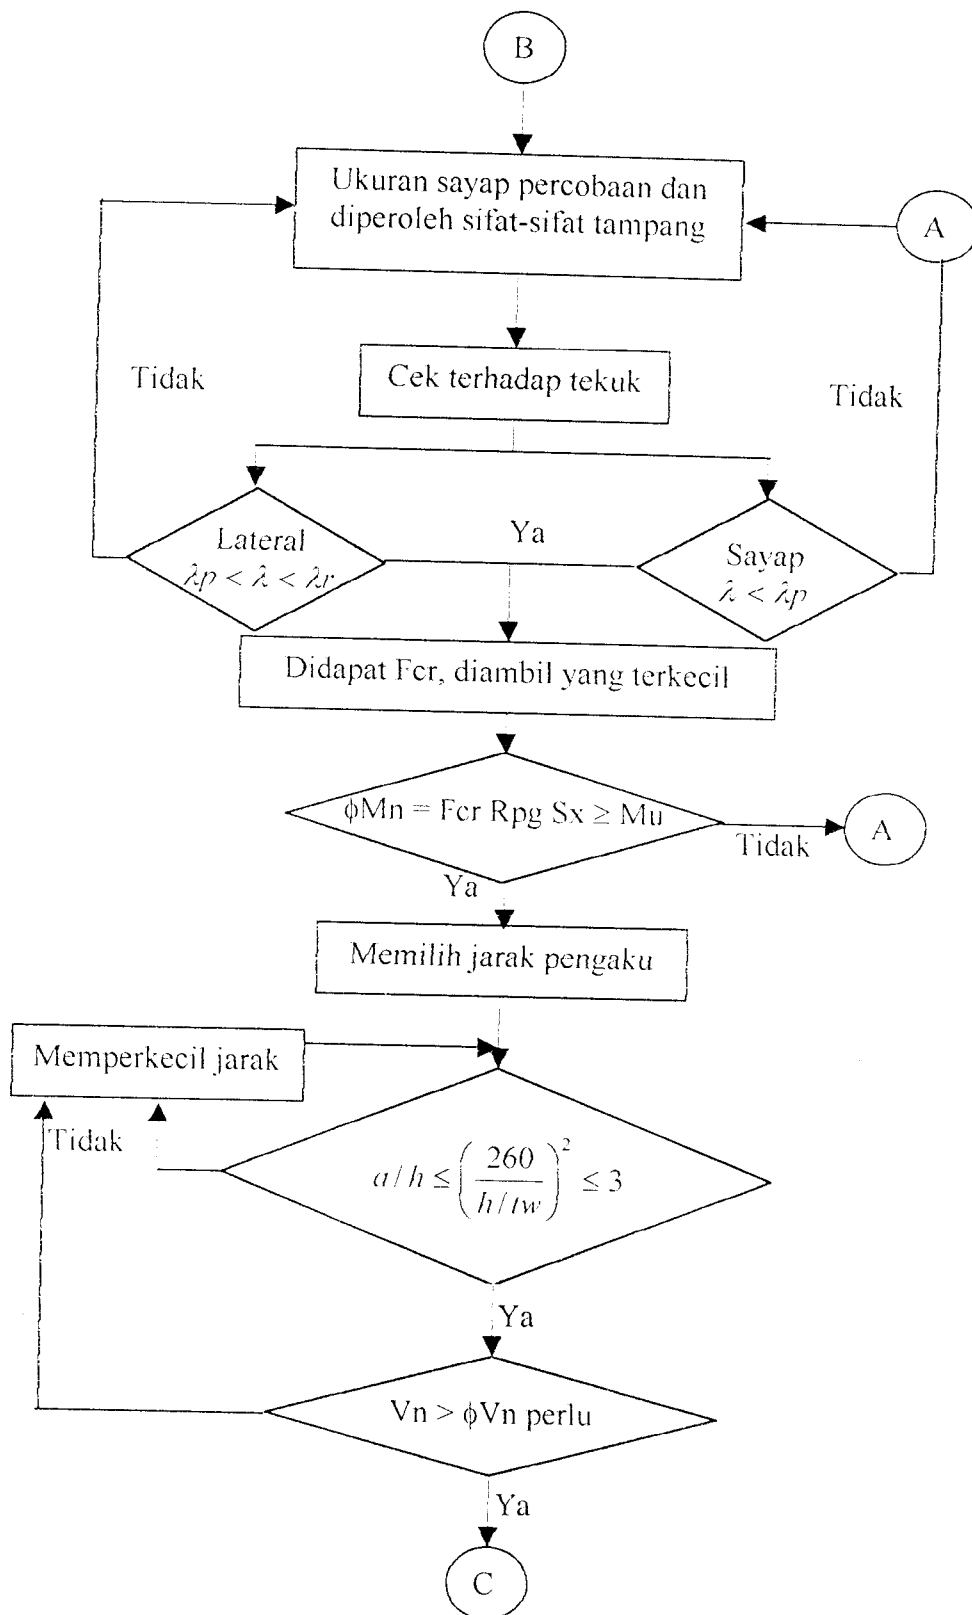 B
Ukuran sayap percobaan dan
diperoleh sifat-sifat tampang
A
Tidak
Cek terhadap tekuk
Tidak
Lateral
λp < λ < λr
Ya
Sayap
λ < λp
Didapat Fcr, diambil yang terkecil
ϕMn = Fcr Rpg Sx ≥ Mu
Tidak
A
Ya
Memilih jarak pengaku
Memperkecil jarak
Tidak
a/h ≤ (260 / h/tw)² ≤ 3
Ya
Vn > ϕVn perlu
Ya
C